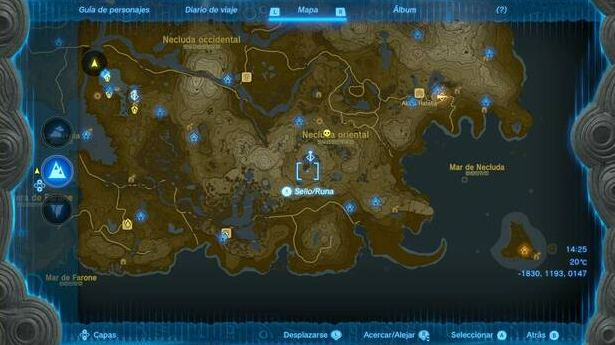 Guía de personajes
Diario de viaje
L
Mapa
R
Álbum
(?)
Necluda occidental
Necluda oriental
Mar de Necluda
Sello/Runa
A
Mar de Farone
14:25
20°C
-1830, 1193, 0147
Capas
Desplazarse L
Acercar/Alejar R
Seleccionar A
Atrás B